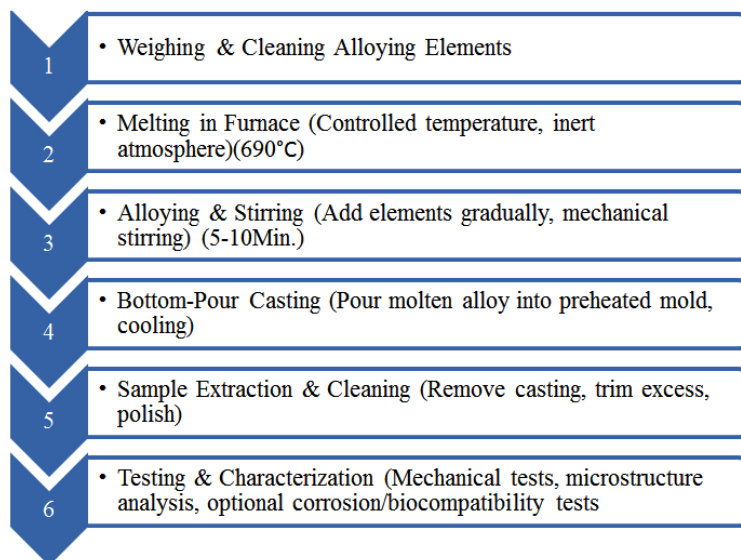 1
• Weighing & Cleaning Alloying Elements
2
• Melting in Furnace (Controlled temperature, inert
atmosphere)(690°C)
3
• Alloying & Stirring (Add elements gradually, mechanical
stirring) (5-10Min.)
4
• Bottom-Pour Casting (Pour molten alloy into preheated mold,
cooling)
5
• Sample Extraction & Cleaning (Remove casting, trim excess,
polish)
6
• Testing & Characterization (Mechanical tests, microstructure
analysis, optional corrosion/biocompatibility tests